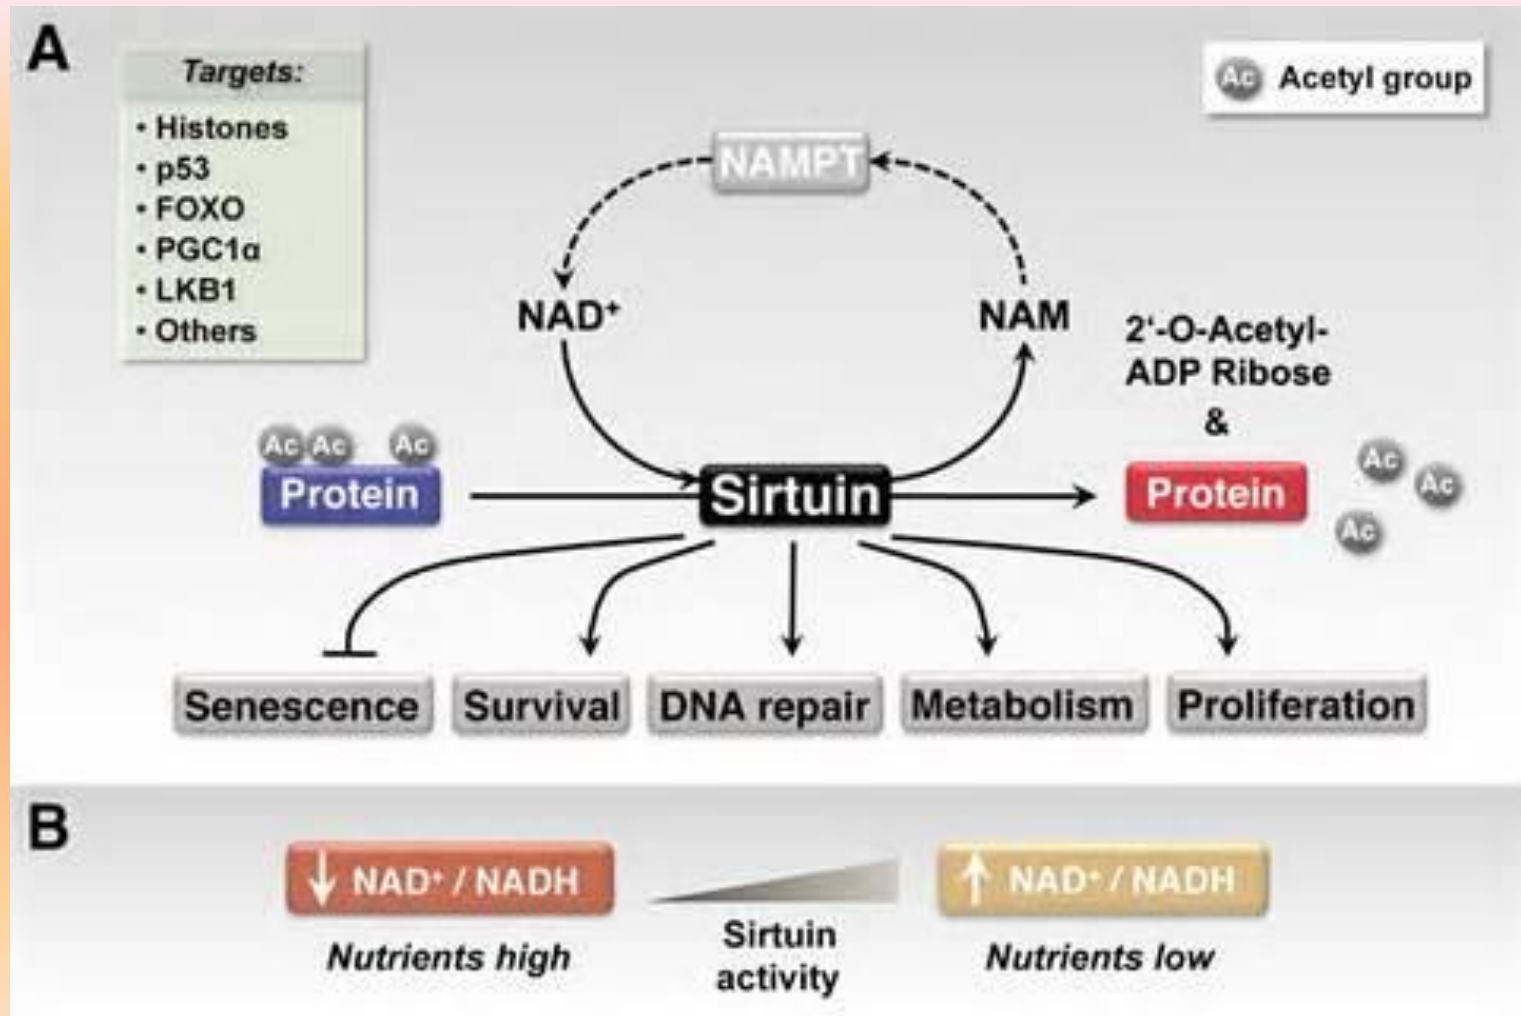 A
Targets:
• Histones
• p53
• FOXO
• PGC1α
• LKB1
• Others
Ac Acetyl group
NAMPT
NAD⁺
NAM
2'-O-Acetyl-
ADP Ribose
&
Ac Ac Ac
Protein
Sirtuin
Protein
Ac
Ac
Ac
Senescence
Survival
DNA repair
Metabolism
Proliferation
B
↓ NAD⁺ / NADH
Nutrients high
Sirtuin
activity
↑ NAD⁺ / NADH
Nutrients low